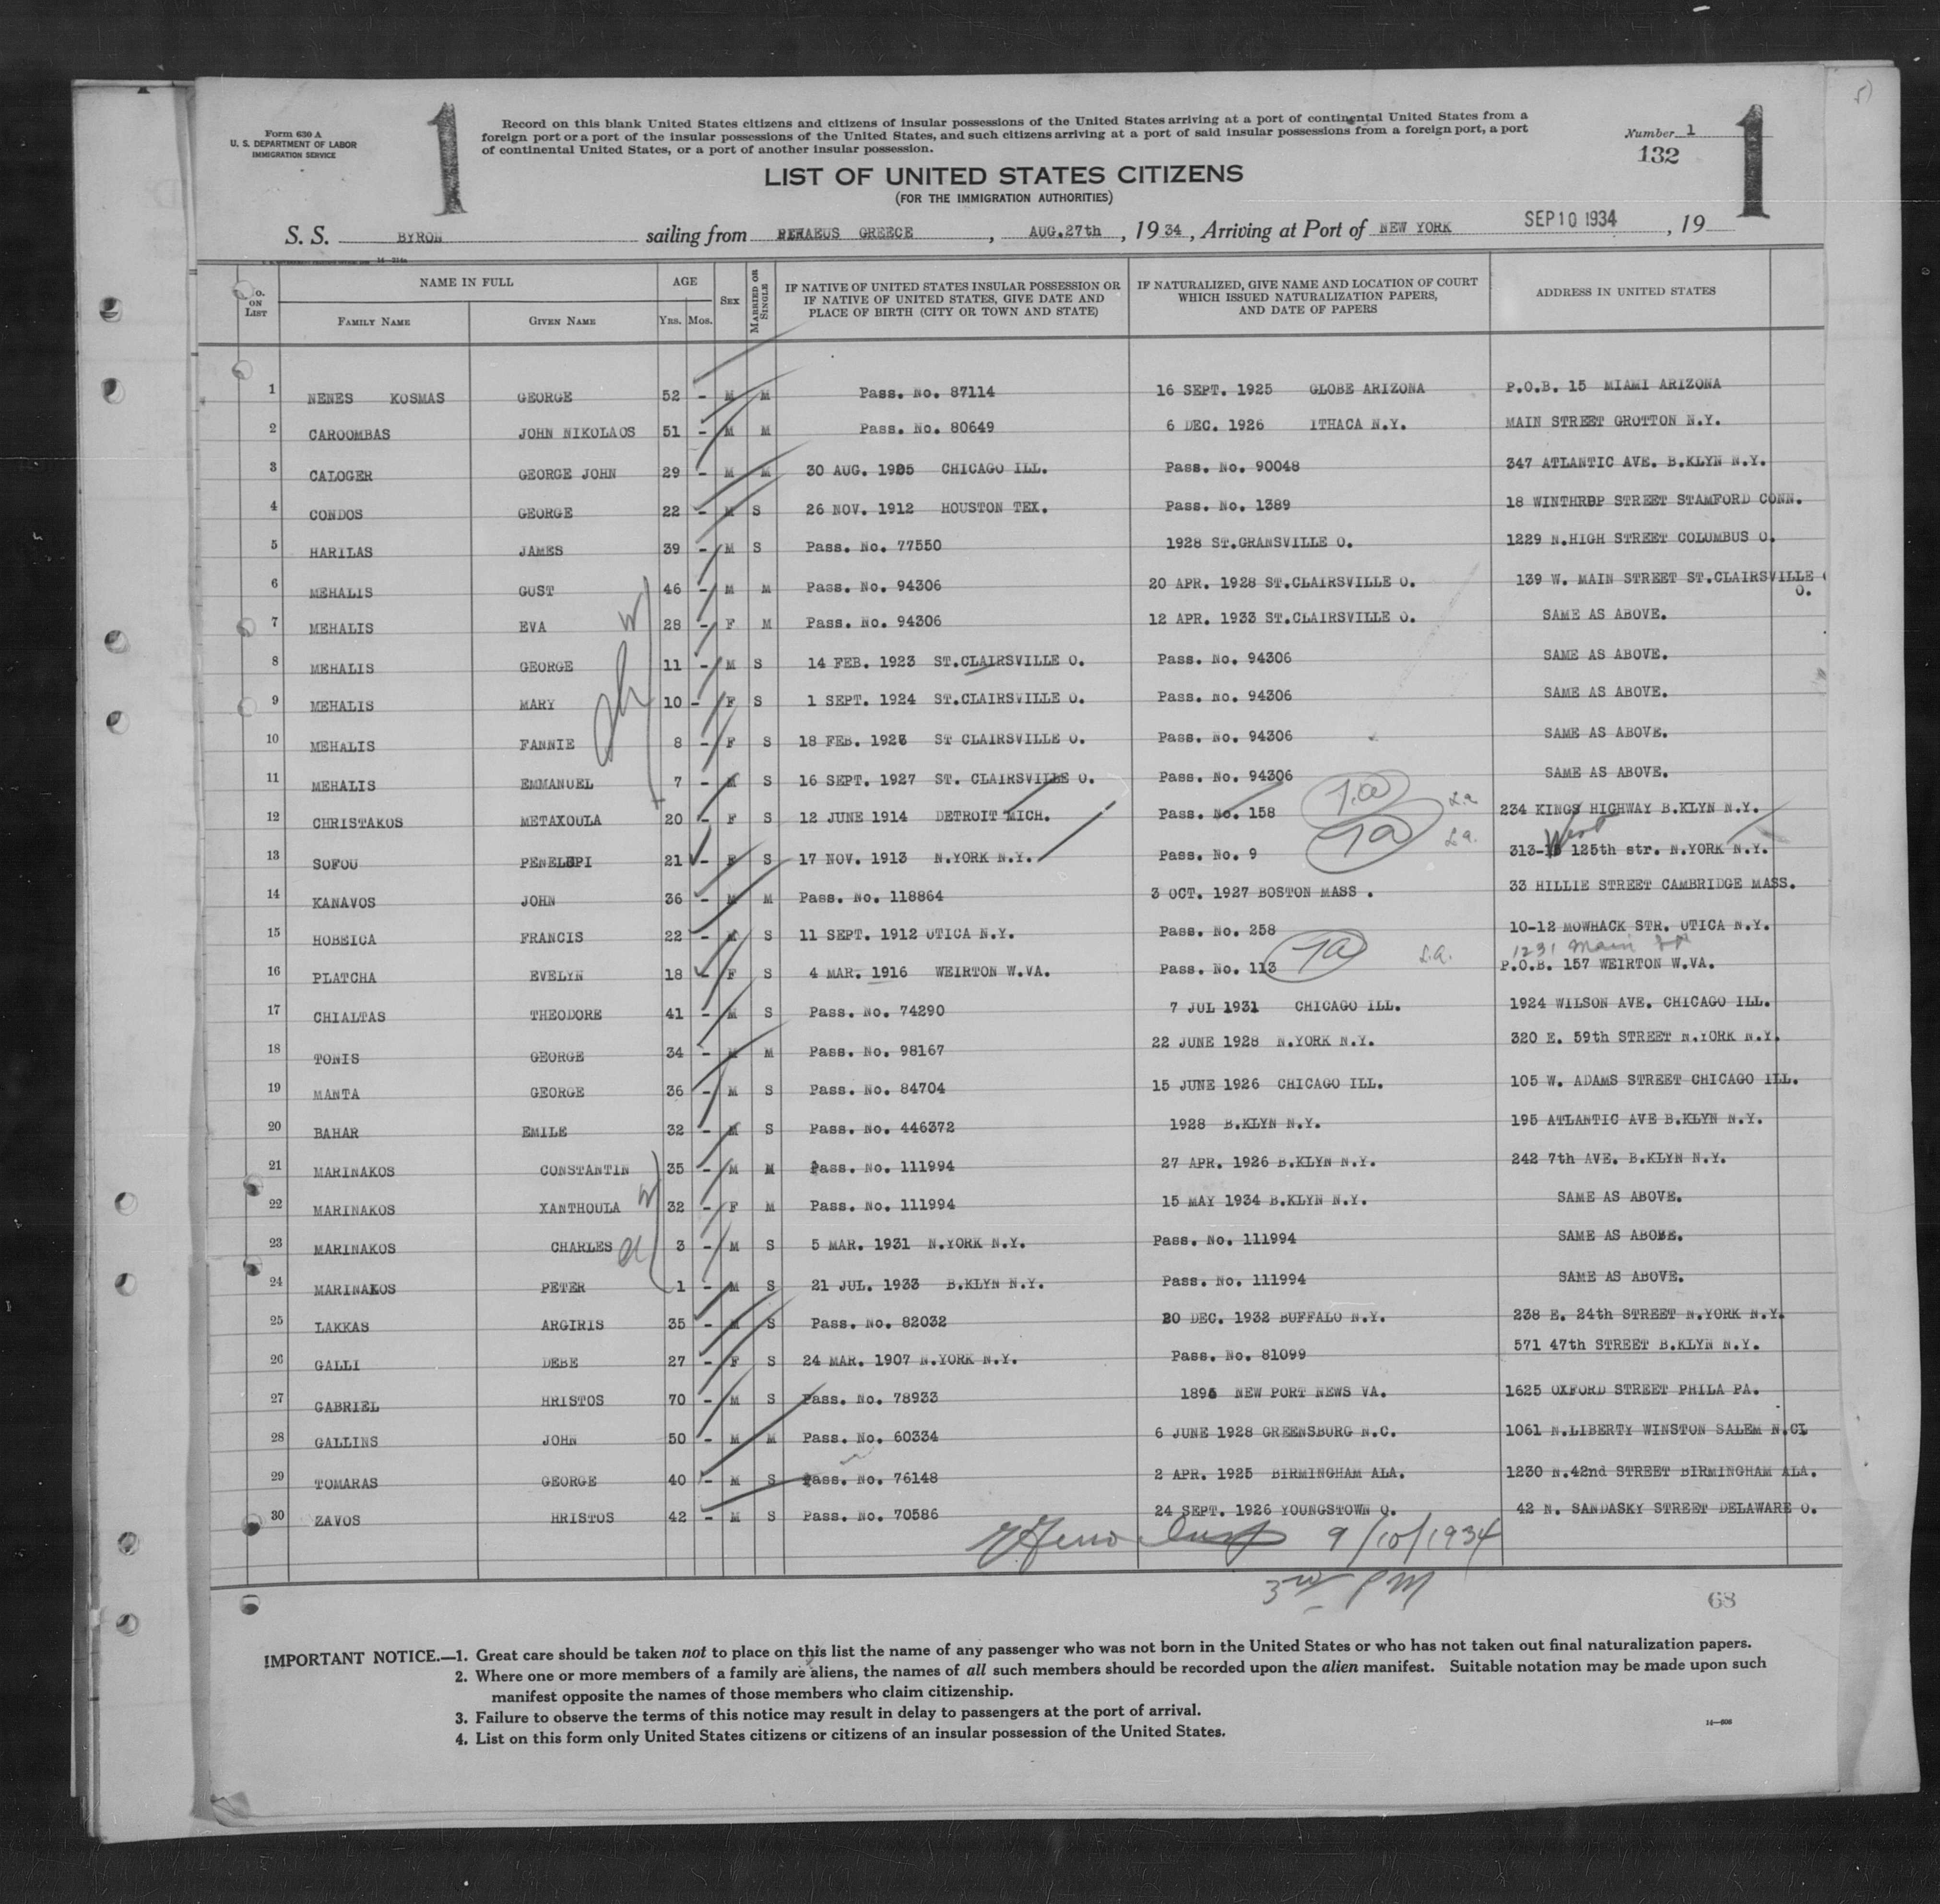 Form 630 A
U. S. DEPARTMENT OF LABOR
IMMIGRATION SERVICE
1
Record on this blank United States citizens and citizens of insular possessions of the United States arriving at a port of continental United States from a
foreign port or a port of the insular possessions of the United States, and such citizens arriving at a port of said insular possessions from a foreign port, a port
of continental United States, or a port of another insular possession.
Number 1
132
1
LIST OF UNITED STATES CITIZENS
(FOR THE IMMIGRATION AUTHORITIES)
S. S. BYRON sailing from PIRAEUS GREECE, AUG.27th, 1934, Arriving at Port of NEW YORK SEP 10 1934, 19
No. ON LIST NAME IN FULL AGE SEX MARRIED OR SINGLE IF NATIVE OF UNITED STATES INSULAR POSSESSION OR IF NATIVE OF UNITED STATES, GIVE DATE AND PLACE OF BIRTH (CITY OR TOWN AND STATE) IF NATURALIZED, GIVE NAME AND LOCATION OF COURT WHICH ISSUED NATURALIZATION PAPERS, AND DATE OF PAPERS ADDRESS IN UNITED STATES
FAMILY NAME GIVEN NAME YRS. MOS.
1 NENES KOSMAS GEORGE 52 - M M Pass. No. 87114 16 SEPT. 1925 GLOBE ARIZONA P.O.B. 15 MIAMI ARIZONA
2 CAROOMBAS JOHN NIKOLAOS 51 - M M Pass. No. 80649 6 DEC. 1926 ITHACA N.Y. MAIN STREET GROTTON N.Y.
3 CALOGER GEORGE JOHN 29 - M M 30 AUG. 1905 CHICAGO ILL. Pass. No. 90048 347 ATLANTIC AVE. B.KLYN N.Y.
4 CONDOS GEORGE 22 - M S 26 NOV. 1912 HOUSTON TEX. Pass. No. 1389 18 WINTHROP STREET STAMFORD CONN.
5 HARILAS JAMES 39 - M S Pass. No. 77550 1928 ST.GRANSVILLE O. 1229 N.HIGH STREET COLUMBUS O.
6 MEHALIS GUST 46 - M M Pass. No. 94306 20 APR. 1928 ST.CLAIRSVILLE O. 139 W. MAIN STREET ST.CLAIRSVILLE O.
7 MEHALIS EVA 28 - F M Pass. No. 94306 12 APR. 1933 ST.CLAIRSVILLE O. SAME AS ABOVE.
8 MEHALIS GEORGE 11 - M S 14 FEB. 1923 ST.CLAIRSVILLE O. Pass. No. 94306 SAME AS ABOVE.
9 MEHALIS MARY 10 - F S 1 SEPT. 1924 ST.CLAIRSVILLE O. Pass. No. 94306 SAME AS ABOVE.
10 MEHALIS FANNIE 8 - F S 18 FEB. 1926 ST CLAIRSVILLE O. Pass. No. 94306 SAME AS ABOVE.
11 MEHALIS EMMANUEL 7 - M S 16 SEPT. 1927 ST. CLAIRSVILLE O. Pass. No. 94306 SAME AS ABOVE.
12 CHRISTAKOS METAXOULA 20 - F S 12 JUNE 1914 DETROIT MICH. Pass. No. 158 1a L.a 234 KINGS HIGHWAY B.KLYN N.Y.
13 SOFOU PENELOPI 21 - F S 17 NOV. 1913 N.YORK N.Y. Pass. No. 9 1a L.a. 313- West 125th str. N.YORK N.Y.
14 KANAVOS JOHN 36 - M M Pass. No. 118864 3 OCT. 1927 BOSTON MASS . 33 HILLIE STREET CAMBRIDGE MASS.
15 HOBEICA FRANCIS 22 - M S 11 SEPT. 1912 UTICA N.Y. Pass. No. 258 10-12 MOWHACK STR. UTICA N.Y.
1231 Main St
16 PLATCHA EVELYN 18 - F S 4 MAR. 1916 WEIRTON W.VA. Pass. No. 113 1a L.a. P.O.B. 157 WEIRTON W.VA.
17 CHIALTAS THEODORE 41 - M S Pass. No. 74290 7 JUL 1931 CHICAGO ILL. 1924 WILSON AVE. CHICAGO ILL.
18 TONIS GEORGE 34 - M M Pass. No. 98167 22 JUNE 1928 N.YORK N.Y. 320 E. 59th STREET N.YORK N.Y.
19 MANTA GEORGE 36 - M S Pass. No. 84704 15 JUNE 1926 CHICAGO ILL. 105 W. ADAMS STREET CHICAGO ILL.
20 BAHAR EMILE 32 - M S Pass. No. 446372 1928 B.KLYN N.Y. 195 ATLANTIC AVE B.KLYN N.Y.
21 MARINAKOS CONSTANTIN 35 - M M Pass. No. 111994 27 APR. 1926 B.KLYN N.Y. 242 7th AVE. B.KLYN N.Y.
22 MARINAKOS XANTHOULA 32 - F M Pass. No. 111994 15 MAY 1934 B.KLYN N.Y. SAME AS ABOVE.
23 MARINAKOS CHARLES 3 - M S 5 MAR. 1931 N.YORK N.Y. Pass. No. 111994 SAME AS ABOVE.
24 MARINAKOS PETER 1 - M S 21 JUL. 1933 B.KLYN N.Y. Pass. No. 111994 SAME AS ABOVE.
25 LAKKAS ARGIRIS 35 - M S Pass. No. 82032 20 DEC. 1932 BUFFALO N.Y. 238 E. 24th STREET N.YORK N.Y.
26 GALLI DEBE 27 - F S 24 MAR. 1907 N.YORK N.Y. Pass. No. 81099 571 47th STREET B.KLYN N.Y.
27 GABRIEL HRISTOS 70 - M S Pass. No. 78933 1896 NEW PORT NEWS VA. 1625 OXFORD STREET PHILA PA.
28 GALLINS JOHN 50 - M M Pass. No. 60334 6 JUNE 1928 GREENSBURG N.C. 1061 N.LIBERTY WINSTON SALEM N.C.
29 TOMARAS GEORGE 40 - M S Pass. No. 76148 2 APR. 1925 BIRMINGHAM ALA. 1230 N.42nd STREET BIRMINGHAM ALA.
30 ZAVOS HRISTOS 42 - M S Pass. No. 70586 24 SEPT. 1926 YOUNGSTOWN O. 42 N. SANDASKY STREET DELAWARE O.
9/10/1934
3rd PM
68
IMPORTANT NOTICE.—1. Great care should be taken not to place on this list the name of any passenger who was not born in the United States or who has not taken out final naturalization papers.
2. Where one or more members of a family are aliens, the names of all such members should be recorded upon the alien manifest. Suitable notation may be made upon such
manifest opposite the names of those members who claim citizenship.
3. Failure to observe the terms of this notice may result in delay to passengers at the port of arrival.
4. List on this form only United States citizens or citizens of an insular possession of the United States.